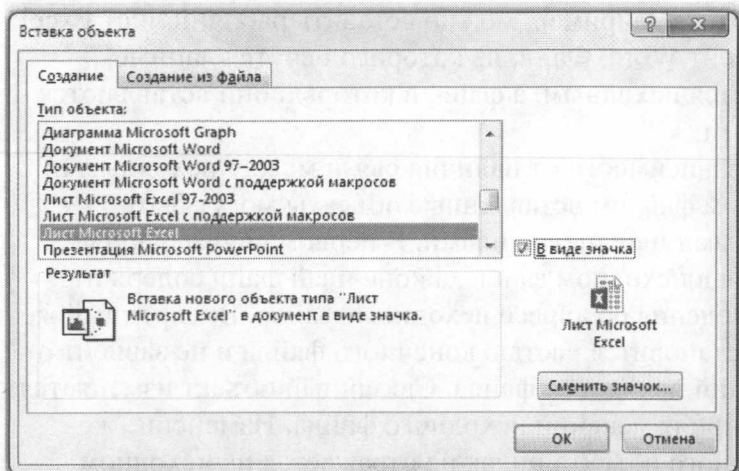 Вставка объекта
Создание
Создание из файла
Тип объекта:
Диаграмма Microsoft Graph
Документ Microsoft Word
Документ Microsoft Word 97–2003
Документ Microsoft Word с поддержкой макросов
Лист Microsoft Excel 97-2003
Лист Microsoft Excel с поддержкой макросов
Лист Microsoft Excel
Презентация Microsoft PowerPoint
В виде значка
Результат
Вставка нового объекта типа "Лист
Microsoft Excel" в документ в виде значка.
Лист Microsoft
Excel
Сменить значок...
ОК
Отмена